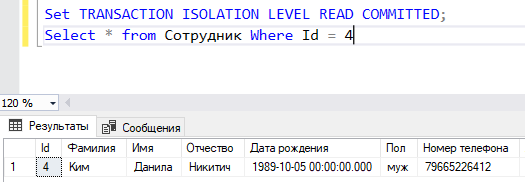 Set TRANSACTION ISOLATION LEVEL READ COMMITTED;
Select * from Сотрудник Where Id = 4
120 %
Результаты Сообщения
Id Фамилия Имя Отчество Дата рождения Пол Номер телефона
1 4 Ким Данила Никитич 1989-10-05 00:00:00.000 муж 79665226412